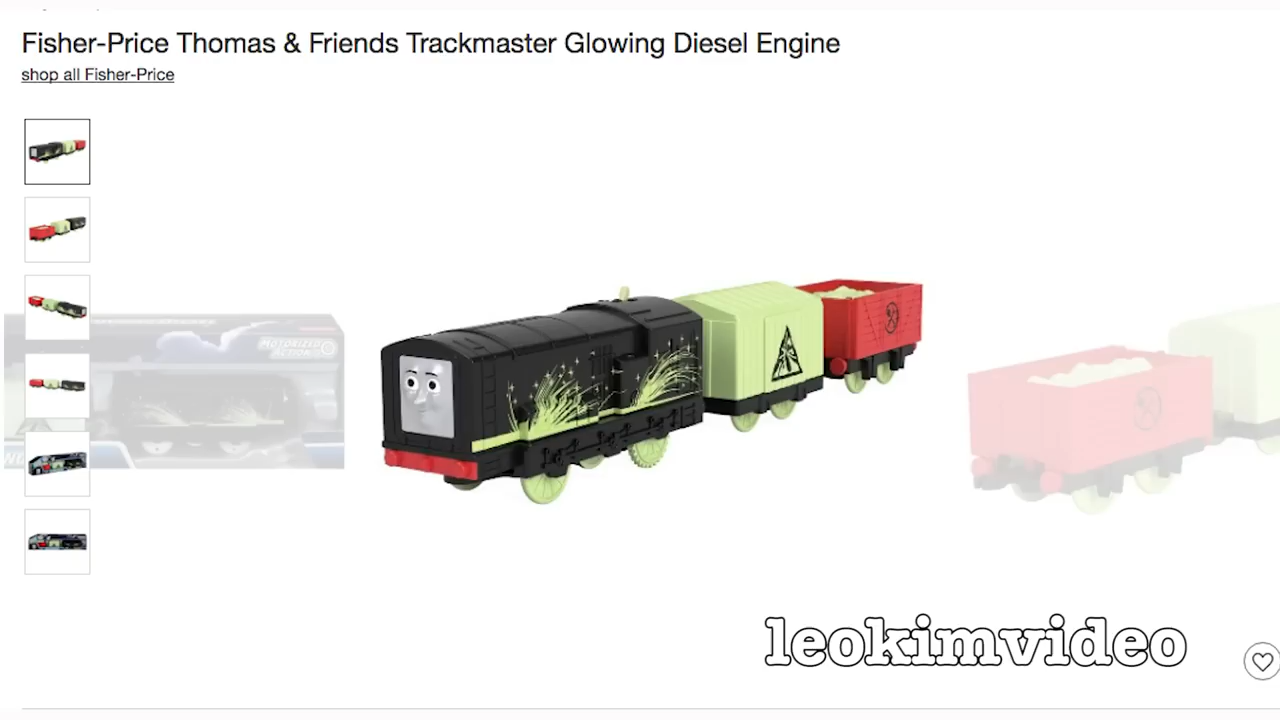 Fisher-Price Thomas & Friends Trackmaster Glowing Diesel Engine
shop all Fisher-Price
MOTORIZED
ACTION
leokimvideo